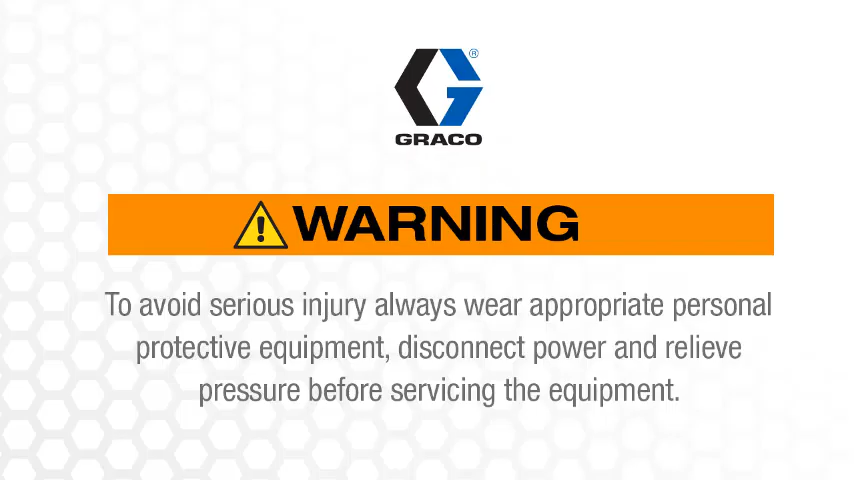 ®
GRACO
WARNING
To avoid serious injury always wear appropriate personal
protective equipment, disconnect power and relieve
pressure before servicing the equipment.